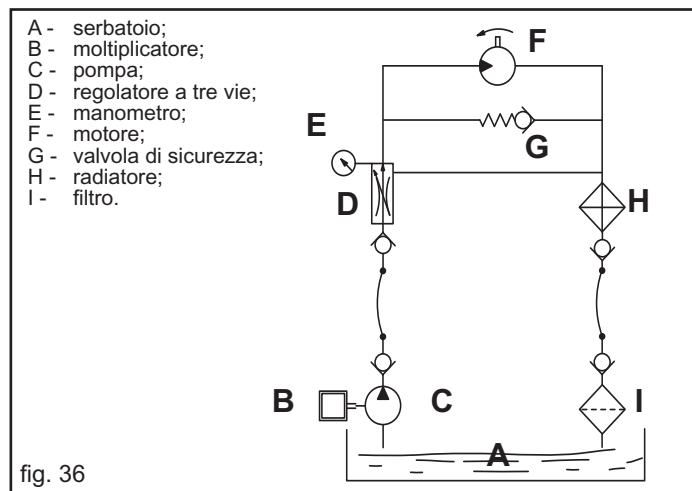 A - serbatoio;
B - moltiplicatore;
C - pompa;
D - regolatore a tre vie;
E - manometro;
F - motore;
G - valvola di sicurezza;
H - radiatore;
I - filtro.
F
E
G
D
H
B
C
I
A
fig. 36